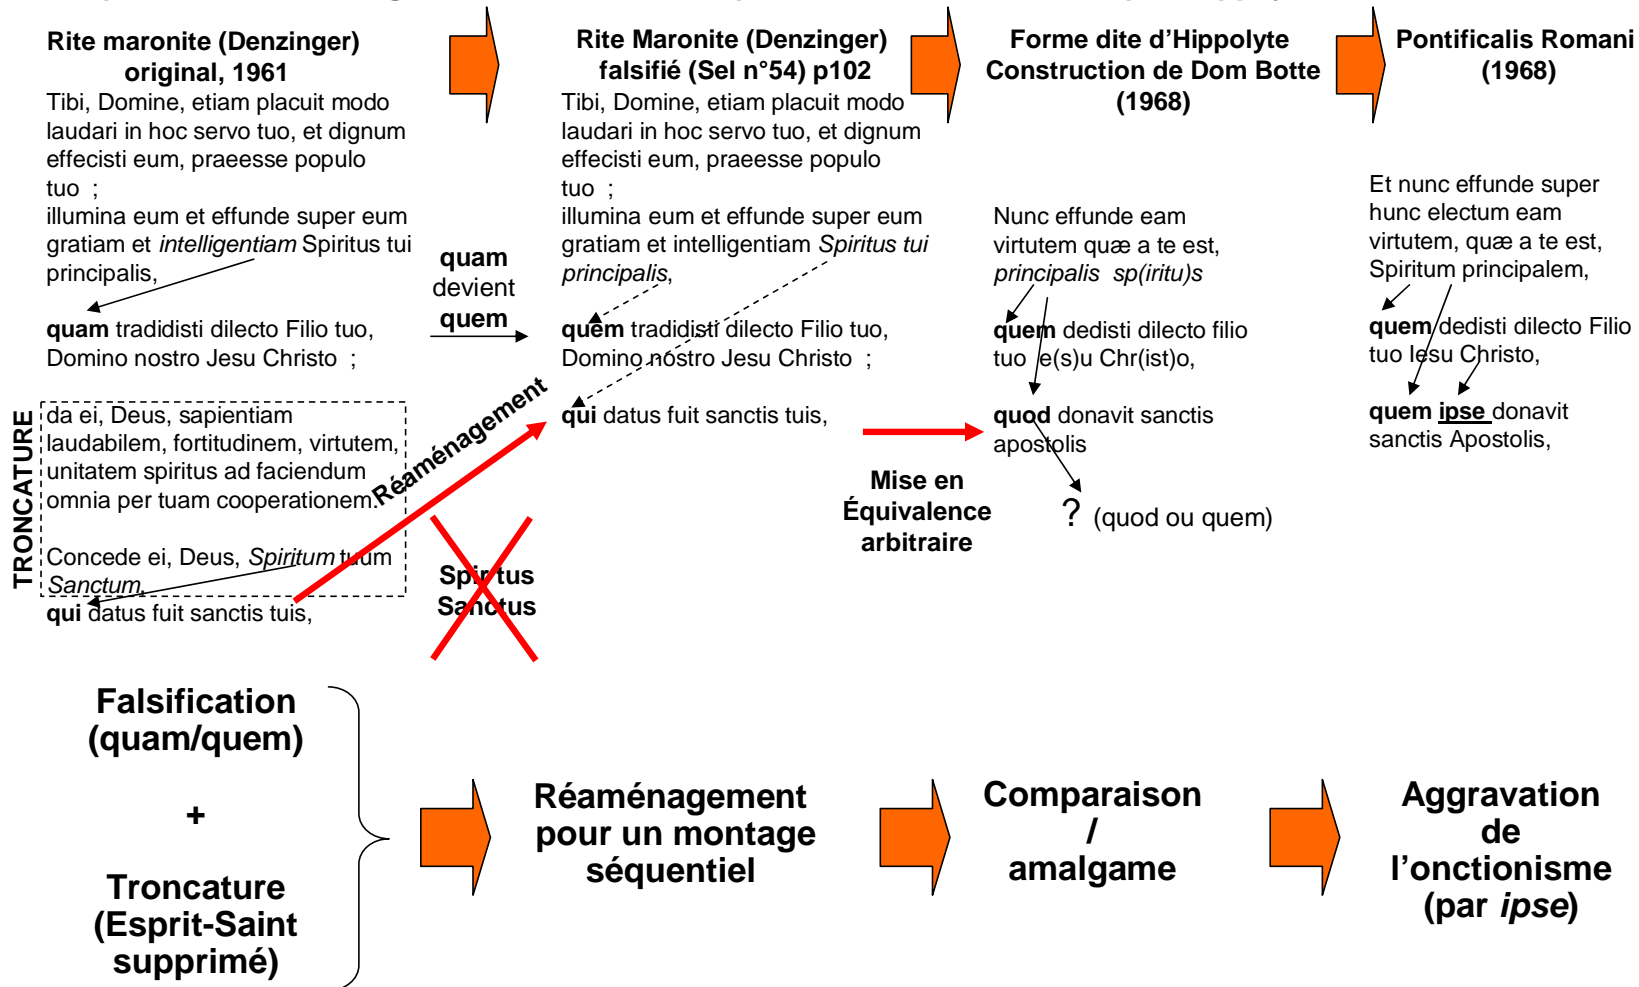 Rite maronite (Denzinger)
original, 1961
Tibi, Domine, etiam placuit modo
laudari in hoc servo tuo, et dignum
effecisti eum, praeesse populo
tuo ;
illumina eum et effunde super eum
gratiam et intelligentiam Spiritus tui
principalis,
quam tradidisti dilecto Filio tuo,
Domino nostro Jesu Christo ;
TRONCATURE
da ei, Deus, sapientiam
laudabilem, fortitudinem, virtutem,
unitatem spiritus ad faciendum
omnia per tuam cooperationem.
Concede ei, Deus, Spiritum tuum
Sanctum,
qui datus fuit sanctis tuis,
quam
devient
quem
Réaménagement
Spiritus
Sanctus
Rite Maronite (Denzinger)
falsifié (Sel n°54) p102
Tibi, Domine, etiam placuit modo
laudari in hoc servo tuo, et dignum
effecisti eum, praeesse populo
tuo ;
illumina eum et effunde super eum
gratiam et intelligentiam Spiritus tui
principalis,
quem tradidisti dilecto Filio tuo,
Domino nostro Jesu Christo ;
qui datus fuit sanctis tuis,
Mise en
Équivalence
arbitraire
Forme dite d’Hippolyte
Construction de Dom Botte
(1968)
Nunc effunde eam
virtutem quæ a te est,
principalis sp(iritu)s
quem dedisti dilecto filio
tuo e(s)u Chr(ist)o,
quod donavit sanctis
apostolis
? (quod ou quem)
Pontificalis Romani
(1968)
Et nunc effunde super
hunc electum eam
virtutem, quæ a te est,
Spiritum principalem,
quem dedisti dilecto Filio
tuo Iesu Christo,
quem ipse donavit
sanctis Apostolis,
Falsification
(quam/quem)
+
Troncature
(Esprit-Saint
supprimé)
Réaménagement
pour un montage
séquentiel
Comparaison
/
amalgame
Aggravation
de
l’onctionisme
(par ipse)